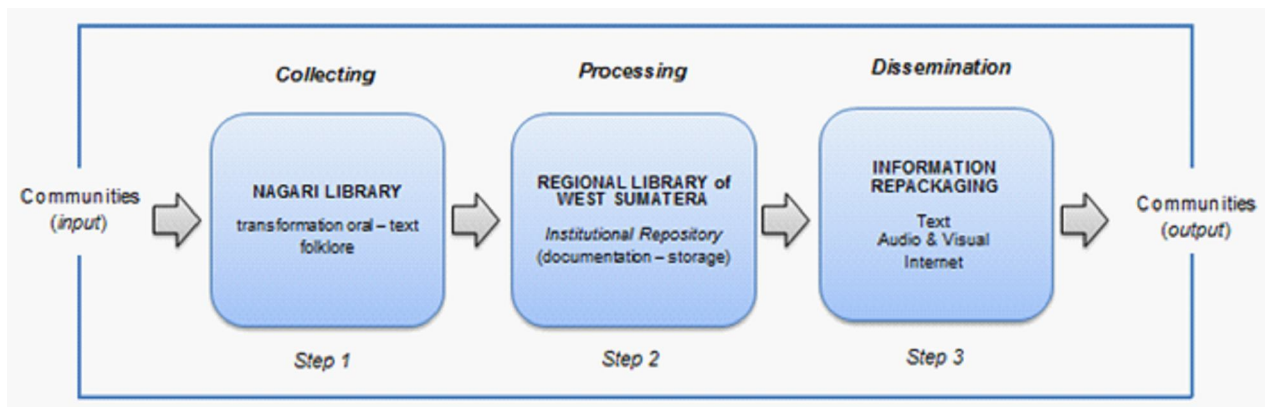 Collecting
Processing
Dissemination
Communities
(input)
NAGARI LIBRARY
transformation oral – text
folklore
REGIONAL LIBRARY of
WEST SUMATERA
Institutional Repository
(documentation – storage)
INFORMATION
REPACKAGING
Text
Audio & Visual
Internet
Communities
(output)
Step 1
Step 2
Step 3